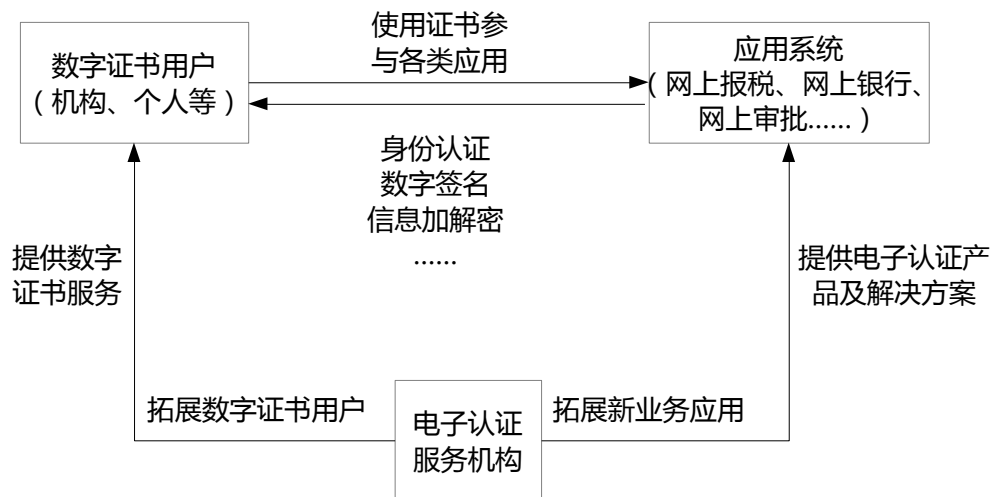 使用证书参
与各类应用
数字证书用户
（机构、个人等）
应用系统
（网上报税、网上银行、
网上审批......）
身份认证
数字签名
信息加解密
......
提供数字
证书服务
提供电子认证产
品及解决方案
拓展数字证书用户
电子认证
服务机构
拓展新业务应用